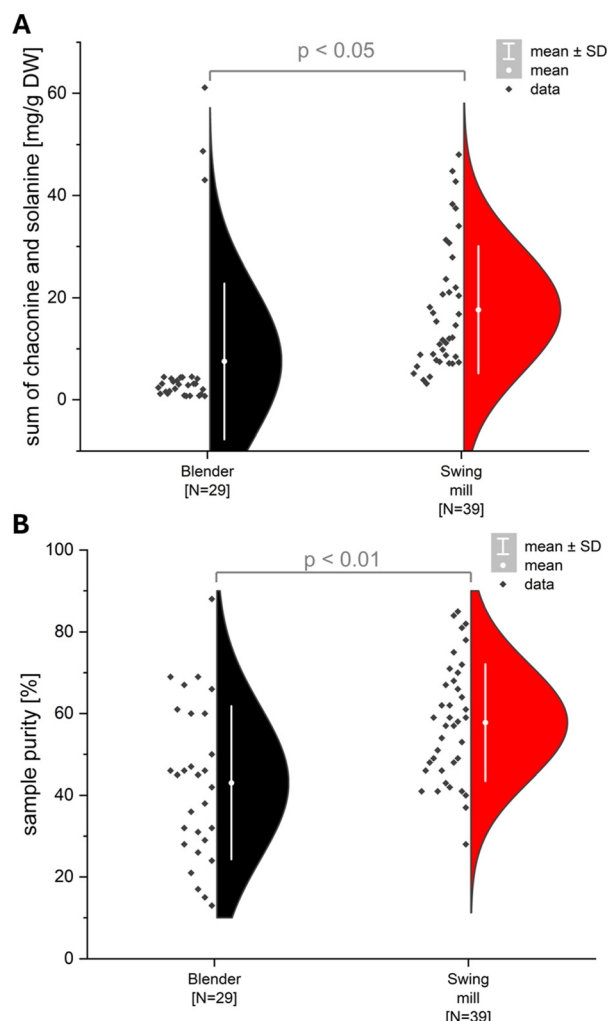 A
sum of chaconine and solanine [mg/g DW]
60
40
20
0
p < 0.05
mean ± SD
mean
data
Blender
[N=29]
Swing
mill
[N=39]
B
sample purity [%]
100
80
60
40
20
0
p < 0.01
mean ± SD
mean
data
Blender
[N=29]
Swing
mill
[N=39]